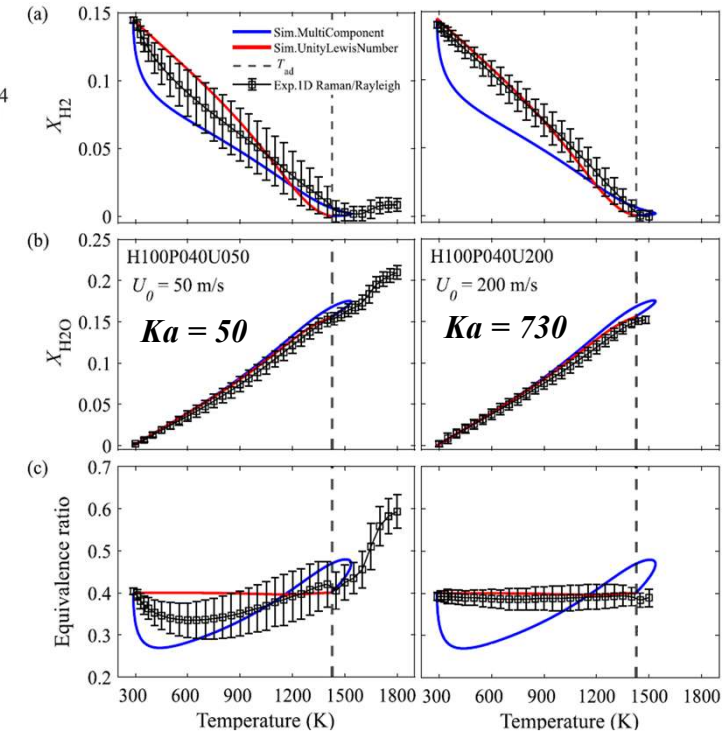 (a)
4
0.15
0.1
0.05
0
X_H2
Sim.MultiComponent
Sim.UnityLewisNumber
T_ad
Exp.1D Raman/Rayleigh
(b)
0.25
0.2
0.15
0.1
0.05
0
X_H2O
H100P040U050
U_0 = 50 m/s
Ka = 50
H100P040U200
U_0 = 200 m/s
Ka = 730
(c)
0.7
0.6
0.5
0.4
0.3
0.2
Equivalence ratio
300 600 900 1200 1500 1800
300 600 900 1200 1500 1800
Temperature (K)
Temperature (K)